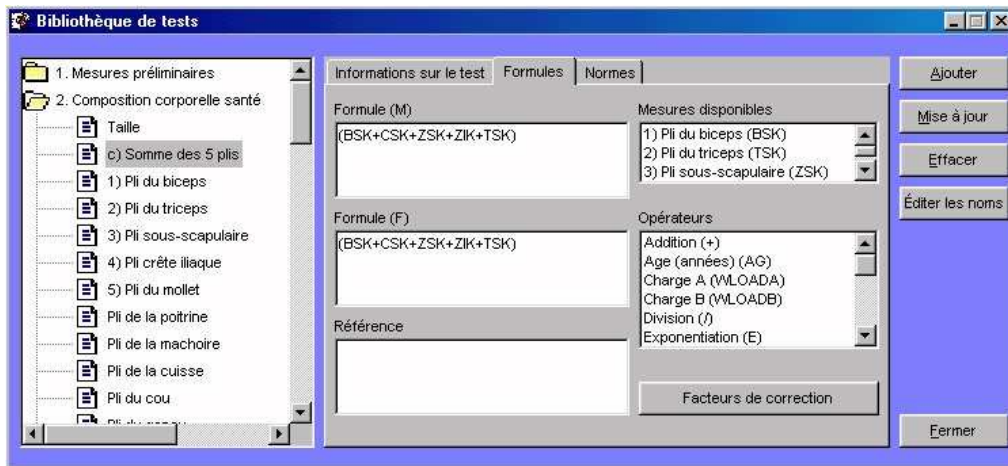 Bibliothèque de tests
1. Mesures préliminaires
2. Composition corporelle santé
Taille
c) Somme des 5 plis
1) Pli du biceps
2) Pli du triceps
3) Pli sous-scapulaire
4) Pli crête iliaque
5) Pli du mollet
Pli de la poitrine
Pli de la machoire
Pli de la cuisse
Pli du cou
Informations sur le test
Formules
Normes
Formule (M)
(BSK+CSK+ZSK+ZIK+TSK)
Formule (F)
(BSK+CSK+ZSK+ZIK+TSK)
Référence
Mesures disponibles
1) Pli du biceps (BSK)
2) Pli du triceps (TSK)
3) Pli sous-scapulaire (ZSK)
Opérateurs
Addition (+)
Age (années) (AG)
Charge A (WLOADA)
Charge B (WLOADB)
Division (/)
Exponentiation (E)
Facteurs de correction
Ajouter
Mise à jour
Effacer
Éditer les noms
Fermer